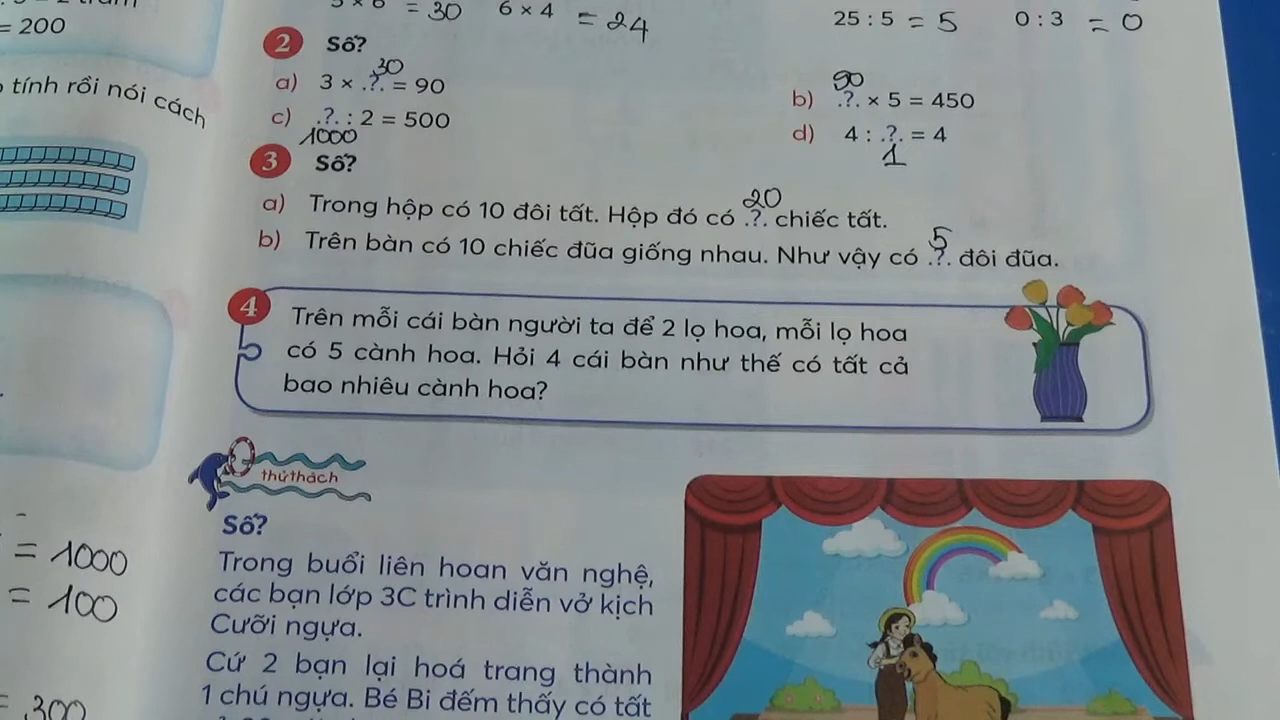 = 200
= 30
6 × 4 = 24
25 : 5 = 5
0 : 3 = 0
tính rồi nói cách
2 Số?
a) 3 × .?. = 90
30
b) .?. × 5 = 450
90
c) .?. : 2 = 500
1000
d) 4 : .?. = 4
1
3 Số?
20
a) Trong hộp có 10 đôi tất. Hộp đó có .?. chiếc tất.
5
b) Trên bàn có 10 chiếc đũa giống nhau. Như vậy có .?. đôi đũa.
4 Trên mỗi cái bàn người ta để 2 lọ hoa, mỗi lọ hoa
có 5 cành hoa. Hỏi 4 cái bàn như thế có tất cả
bao nhiêu cành hoa?
thử thách
Số?
Trong buổi liên hoan văn nghệ,
các bạn lớp 3C trình diễn vở kịch
Cưỡi ngựa.
Cứ 2 bạn lại hoá trang thành
1 chú ngựa. Bé Bi đếm thấy có tất
= 1000
= 100
= 300